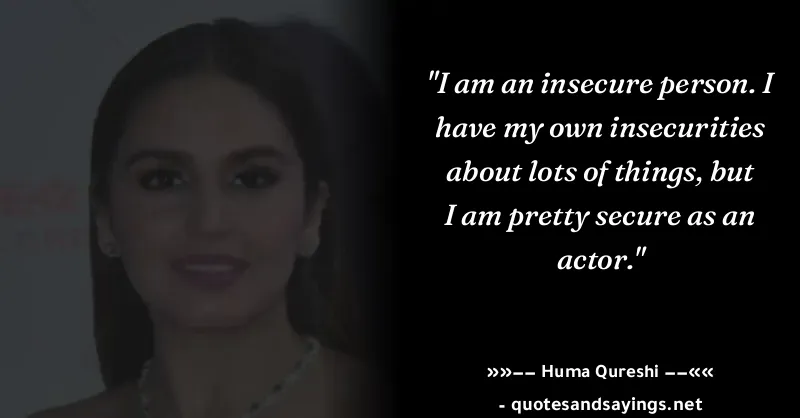 "I am an insecure person. I
have my own insecurities
about lots of things, but
I am pretty secure as an
actor."
»»−− Huma Qureshi −−««
- quotesandsayings.net